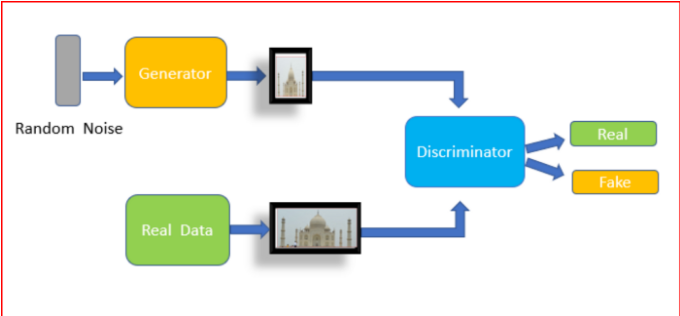 Generator
Random Noise
Discriminator
Real
Fake
Real Data